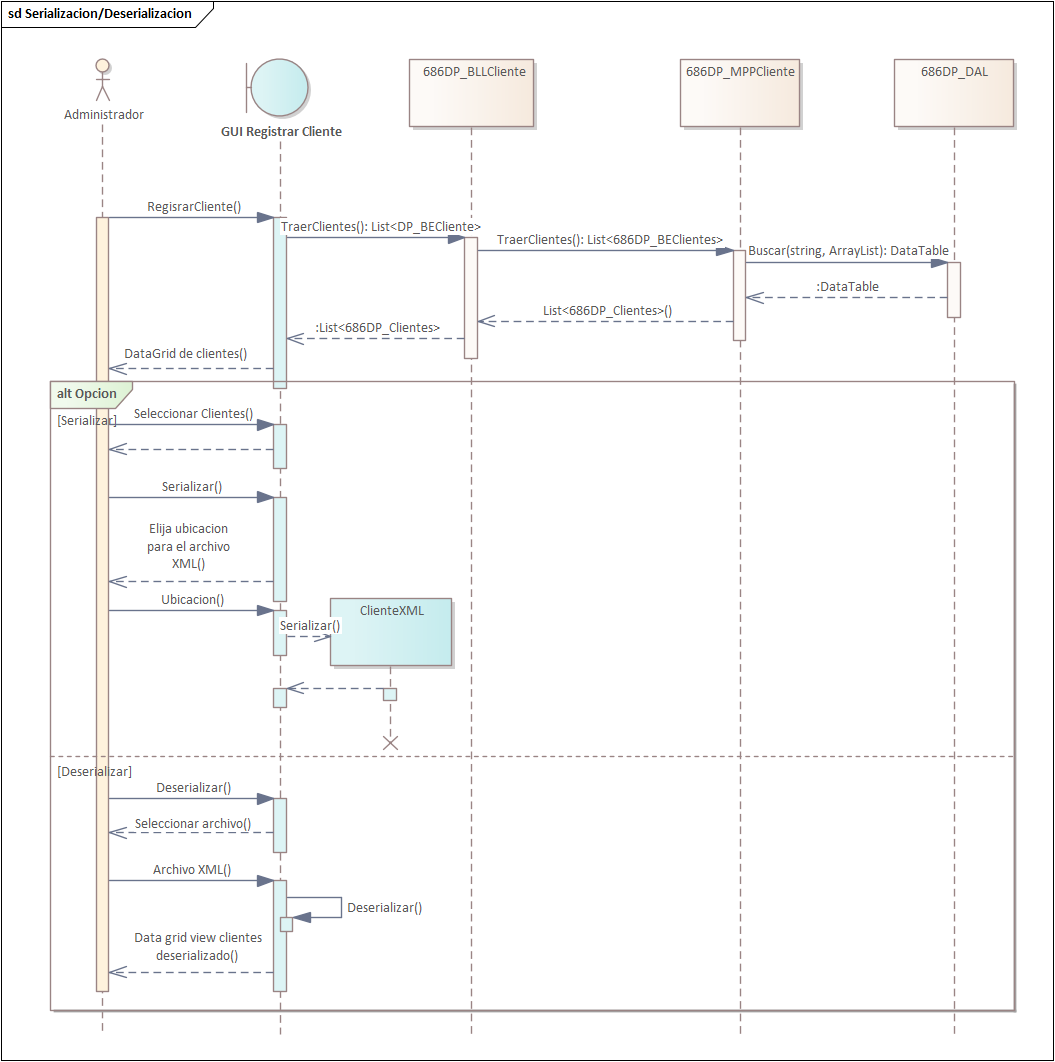 sd Serializacion/Deserializacion
Administrador
GUI Registrar Cliente
686DP_BLLCliente
686DP_MPPCliente
686DP_DAL
RegisrarCliente()
TraerClientes(): List<DP_BECliente>
TraerClientes(): List<686DP_BEClientes>
Buscar(string, ArrayList): DataTable
:DataTable
List<686DP_Clientes>()
:List<686DP_Clientes>
DataGrid de clientes()
alt Opcion
[Serializar]
Seleccionar Clientes()
Serializar()
Elija ubicacion
para el archivo
XML()
Ubicacion()
ClienteXML
Serializar()
[Deserializar]
Deserializar()
Seleccionar archivo()
Archivo XML()
Deserializar()
Data grid view clientes
deserializado()